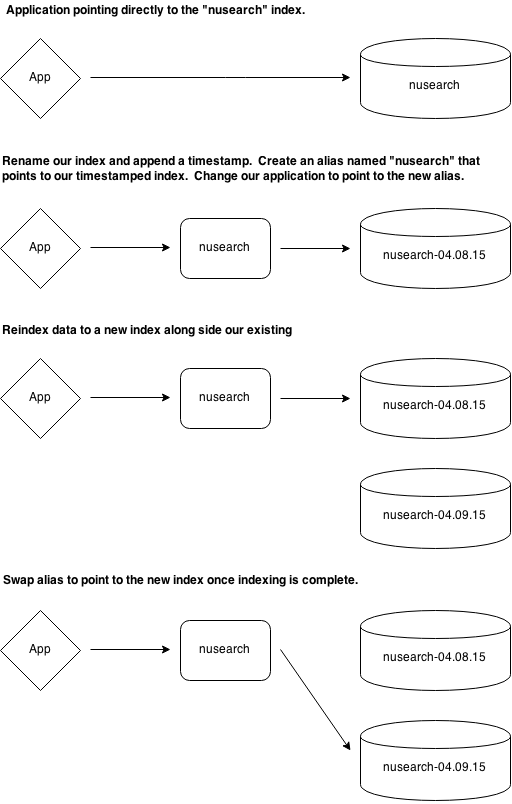 Application pointing directly to the "nusearch" index.
App
nusearch
Rename our index and append a timestamp.  Create an alias named "nusearch" that
points to our timestamped index.  Change our application to point to the new alias.
App
nusearch
nusearch-04.08.15
Reindex data to a new index along side our existing
App
nusearch
nusearch-04.08.15
nusearch-04.09.15
Swap alias to point to the new index once indexing is complete.
App
nusearch
nusearch-04.08.15
nusearch-04.09.15